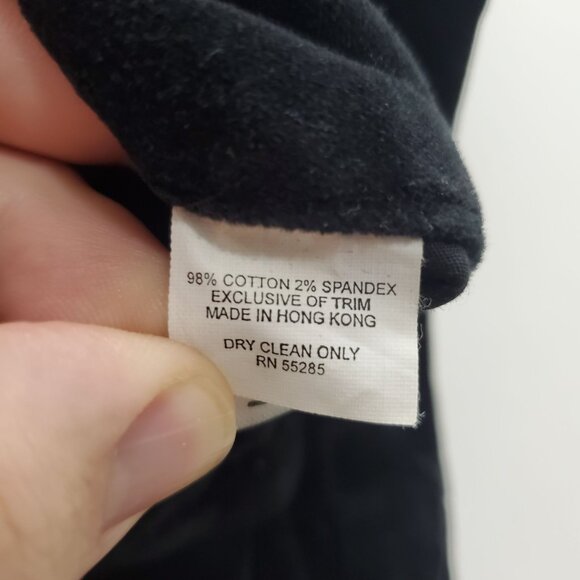 98% COTTON 2% SPANDEX
EXCLUSIVE OF TRIM
MADE IN HONG KONG
DRY CLEAN ONLY
RN 55285